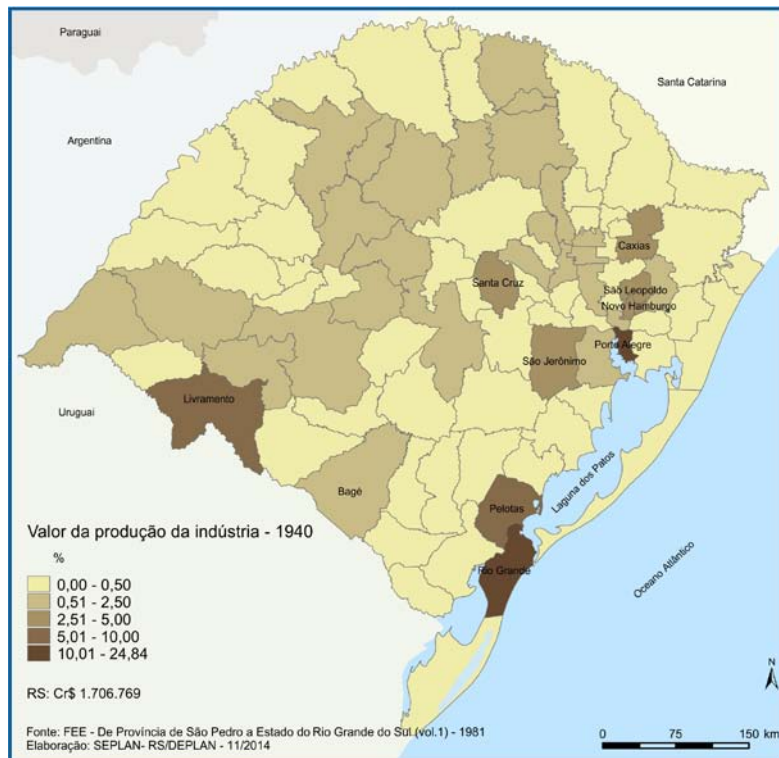 Paraguai
Santa Catarina
Argentina
Caxias
Santa Cruz
São Leopoldo
Novo Hamburgo
Porto Alegre
São Jerônimo
Livramento
Uruguai
Bagé
Laguna dos Patos
Pelotas
Valor da produção da indústria - 1940
%
Rio Grande
Oceano Atlântico
0,00 - 0,50
0,51 - 2,50
2,51 - 5,00
5,01 - 10,00
10,01 - 24,84
N
RS: Cr$ 1.706.769
Fonte: FEE - De Província de São Pedro a Estado do Rio Grande do Sul (vol.1) - 1981
Elaboração: SEPLAN- RS/DEPLAN - 11/2014
0 75 150 km